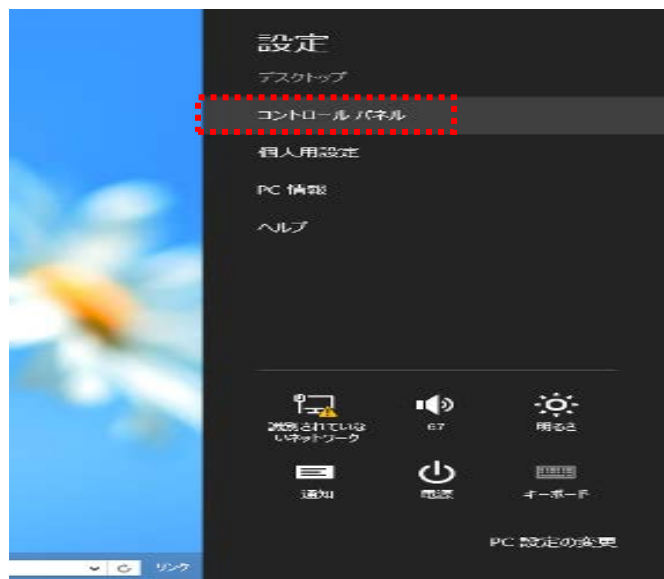 設定
デスクトップ
コントロール パネル
個人用設定
PC 情報
ヘルプ
識別されていな
いネットワーク
67
明るさ
通知
電源
キーボード
PC 設定の変更
リンク